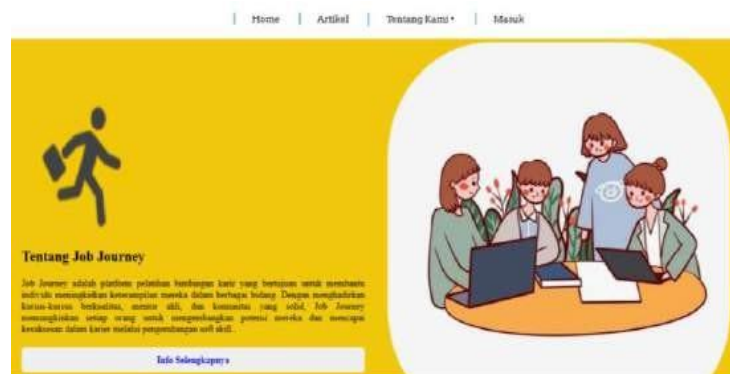 Home Artikel Tentang Kami Masuk
Tentang Job Journey
Job Journey adalah platform pelatihan bimbingan karir yang bertujuan untuk membantu
individu meningkatkan keterampilan mereka dalam berbagai bidang. Dengan menghadirkan
kursus-kursus berkualitas, mentor ahli, dan komunitas yang solid, Job Journey
memungkinkan setiap orang untuk mengembangkan potensi mereka dan mencapai
kesuksesan dalam karier melalui pengembangan soft skill.
Info Selengkapnya